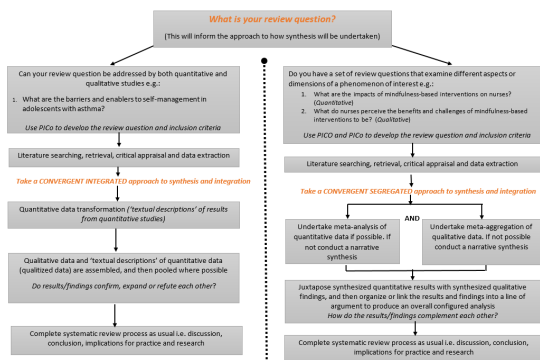 What is your review question?
(This will inform the approach to how synthesis will be undertaken)
Can your review question be addressed by both quantitative and
qualitative studies e.g.:
1. What are the barriers and enablers to self-management in
adolescents with asthma?
Use PICo to develop the review question and inclusion criteria
Literature searching, retrieval, critical appraisal and data extraction
Take a CONVERGENT INTEGRATED approach to synthesis and integration
Quantitative data transformation ('textual descriptions' of results
from quantitative studies)
Qualitative data and 'textual descriptions' of quantitative data
(qualitized data) are assembled, and then pooled where possible
Do results/findings confirm, expand or refute each other?
Complete systematic review process as usual i.e. discussion,
conclusion, implications for practice and research
Do you have a set of review questions that examine different aspects or
dimensions of a phenomenon of interest e.g.:
1. What are the impacts of mindfulness-based interventions on nurses?
(Quantitative)
2. What do nurses perceive the benefits and challenges of mindfulness-based
interventions to be? (Qualitative)
Use PICO and PICo to develop the review question and inclusion criteria
Literature searching, retrieval, critical appraisal and data extraction
Take a CONVERGENT SEGREGATED approach to synthesis and integration
AND
Undertake meta-analysis of
quantitative data if possible. If
not possible conduct a narrative
synthesis
Undertake meta-aggregation of
qualitative data. If not possible
conduct a narrative synthesis
Juxtapose synthesized quantitative results with synthesized qualitative
findings, and then organize or link the results and findings into a line of
argument to produce an overall configured analysis
How do the results/findings complement each other?
Complete systematic review process as usual i.e. discussion, conclusion,
implications for practice and research